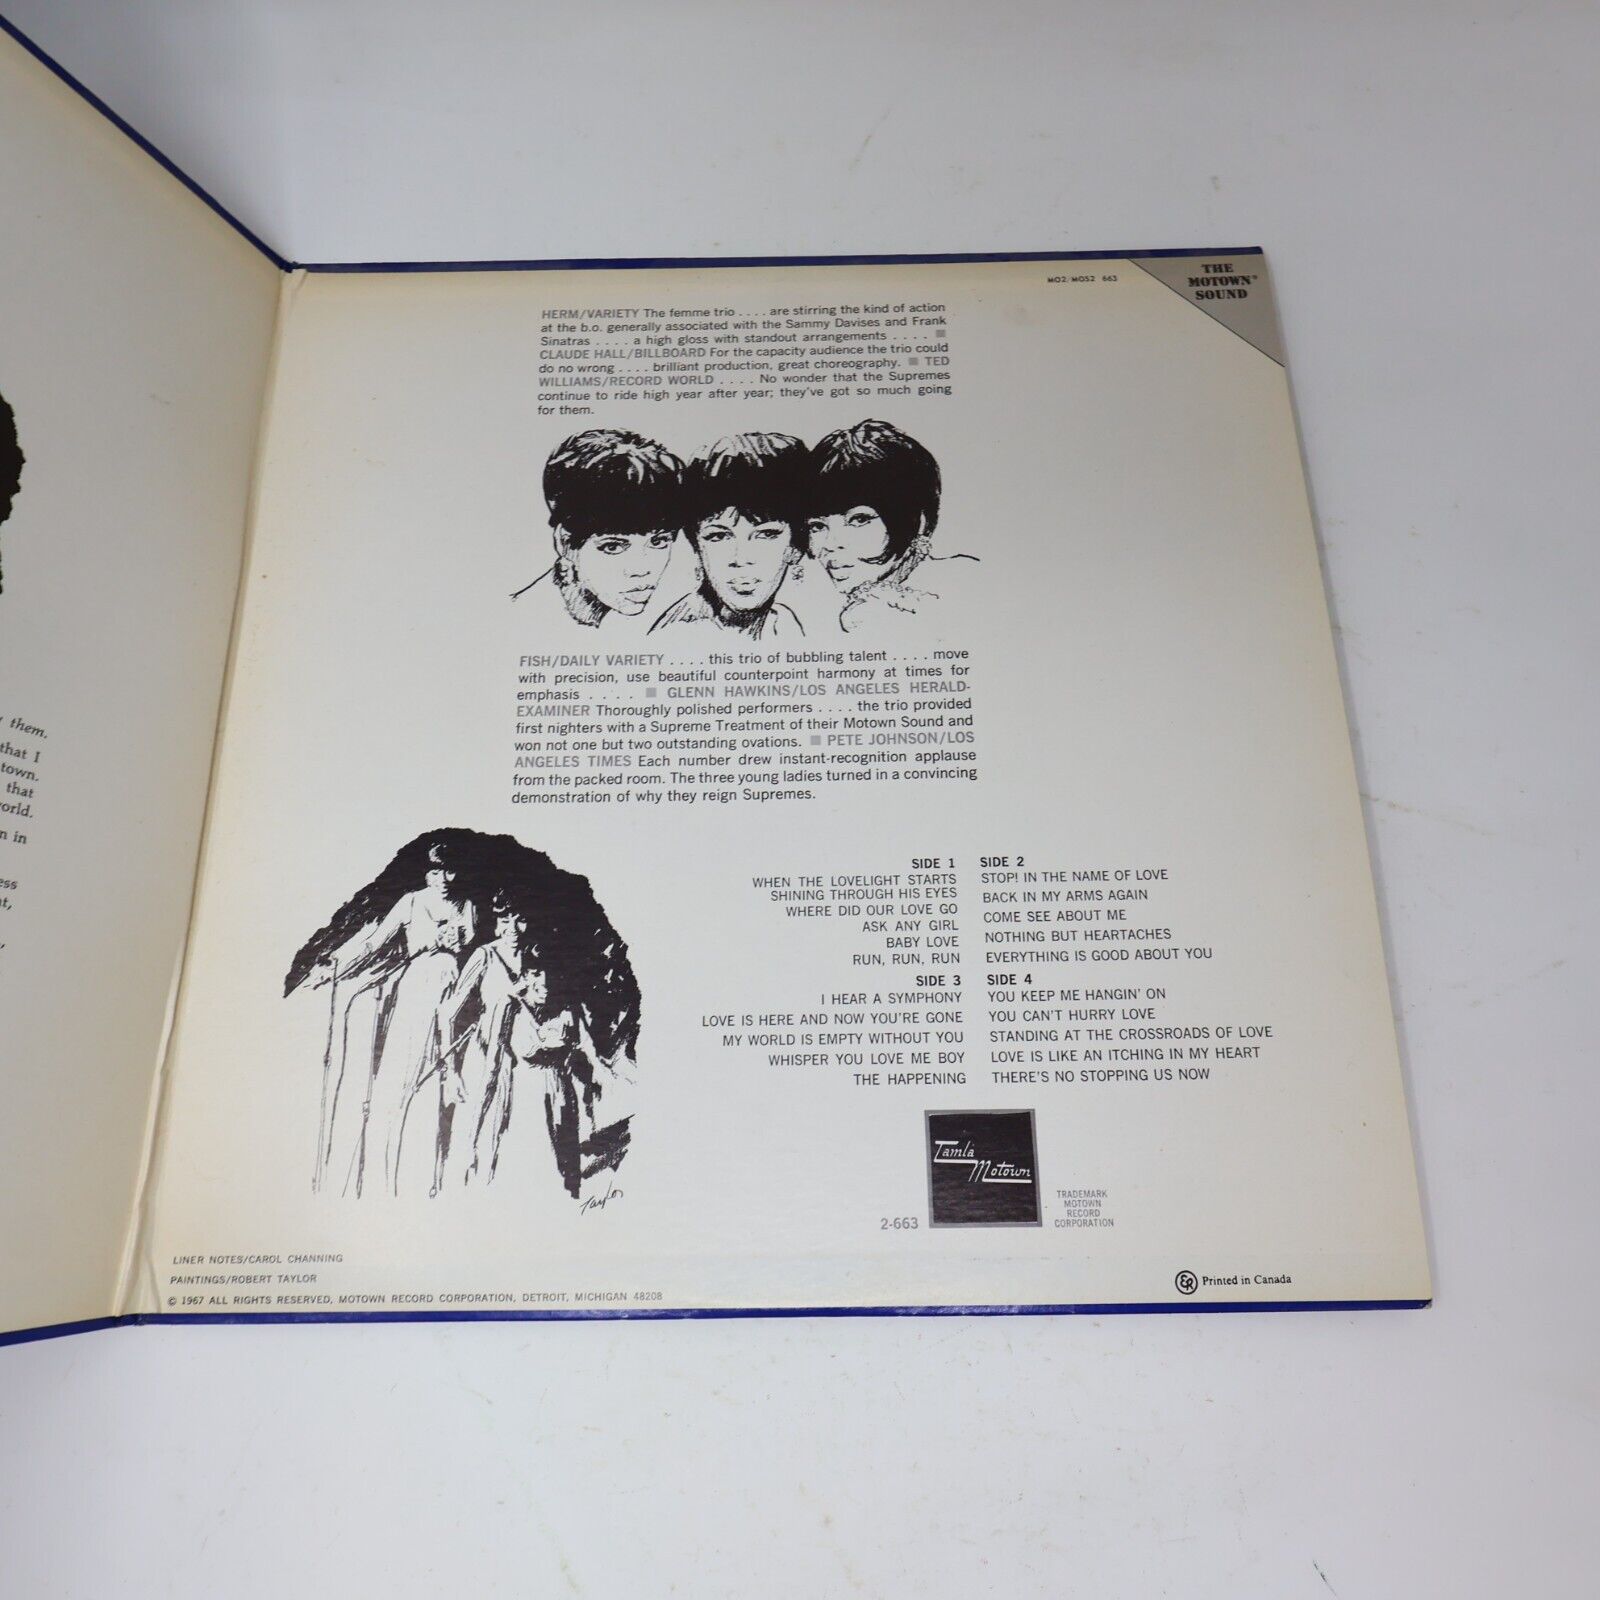 them.
that I
town.
that
world.
n in
ess
MO2/MOS2 663
THE
MOTOWN®
SOUND
HERM/VARIETY The femme trio . . . . are stirring the kind of action
at the b.o. generally associated with the Sammy Davises and Frank
Sinatras . . . . a high gloss with standout arrangements . . . . ■
CLAUDE HALL/BILLBOARD For the capacity audience the trio could
do no wrong . . . . brilliant production, great choreography. ■ TED
WILLIAMS/RECORD WORLD . . . . No wonder that the Supremes
continue to ride high year after year; they've got so much going
for them.
FISH/DAILY VARIETY . . . . this trio of bubbling talent . . . . move
with precision, use beautiful counterpoint harmony at times for
emphasis . . . . ■ GLENN HAWKINS/LOS ANGELES HERALD-
EXAMINER Thoroughly polished performers . . . . the trio provided
first nighters with a Supreme Treatment of their Motown Sound and
won not one but two outstanding ovations. ■ PETE JOHNSON/LOS
ANGELES TIMES Each number drew instant-recognition applause
from the packed room. The three young ladies turned in a convincing
demonstration of why they reign Supremes.
SIDE 1
WHEN THE LOVELIGHT STARTS
SHINING THROUGH HIS EYES
WHERE DID OUR LOVE GO
ASK ANY GIRL
BABY LOVE
RUN, RUN, RUN
SIDE 2
STOP! IN THE NAME OF LOVE
BACK IN MY ARMS AGAIN
COME SEE ABOUT ME
NOTHING BUT HEARTACHES
EVERYTHING IS GOOD ABOUT YOU
SIDE 3
I HEAR A SYMPHONY
LOVE IS HERE AND NOW YOU'RE GONE
MY WORLD IS EMPTY WITHOUT YOU
WHISPER YOU LOVE ME BOY
THE HAPPENING
SIDE 4
YOU KEEP ME HANGIN' ON
YOU CAN'T HURRY LOVE
STANDING AT THE CROSSROADS OF LOVE
LOVE IS LIKE AN ITCHING IN MY HEART
THERE'S NO STOPPING US NOW
Taylor
Tamla
Motown
2-663
TRADEMARK
MOTOWN
RECORD
CORPORATION
LINER NOTES/CAROL CHANNING
PAINTINGS/ROBERT TAYLOR
© 1967 ALL RIGHTS RESERVED, MOTOWN RECORD CORPORATION, DETROIT, MICHIGAN 48208
Printed in Canada